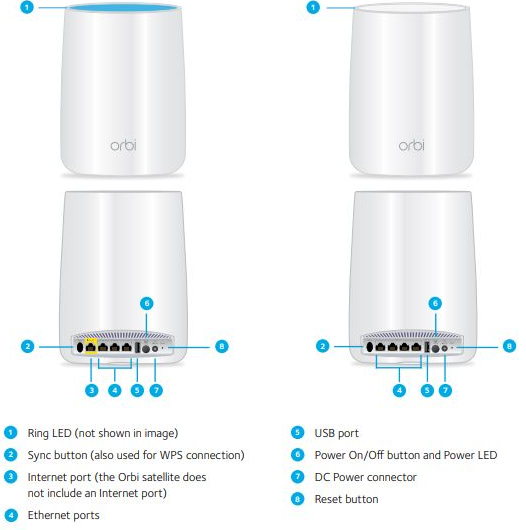 1
1
orbi
orbi
6
6
2
8
2
8
3
4
5
7
4
5
7
1 Ring LED (not shown in image)
2 Sync button (also used for WPS connection)
3 Internet port (the Orbi satellite does
not include an Internet port)
4 Ethernet ports
5 USB port
6 Power On/Off button and Power LED
7 DC Power connector
8 Reset button